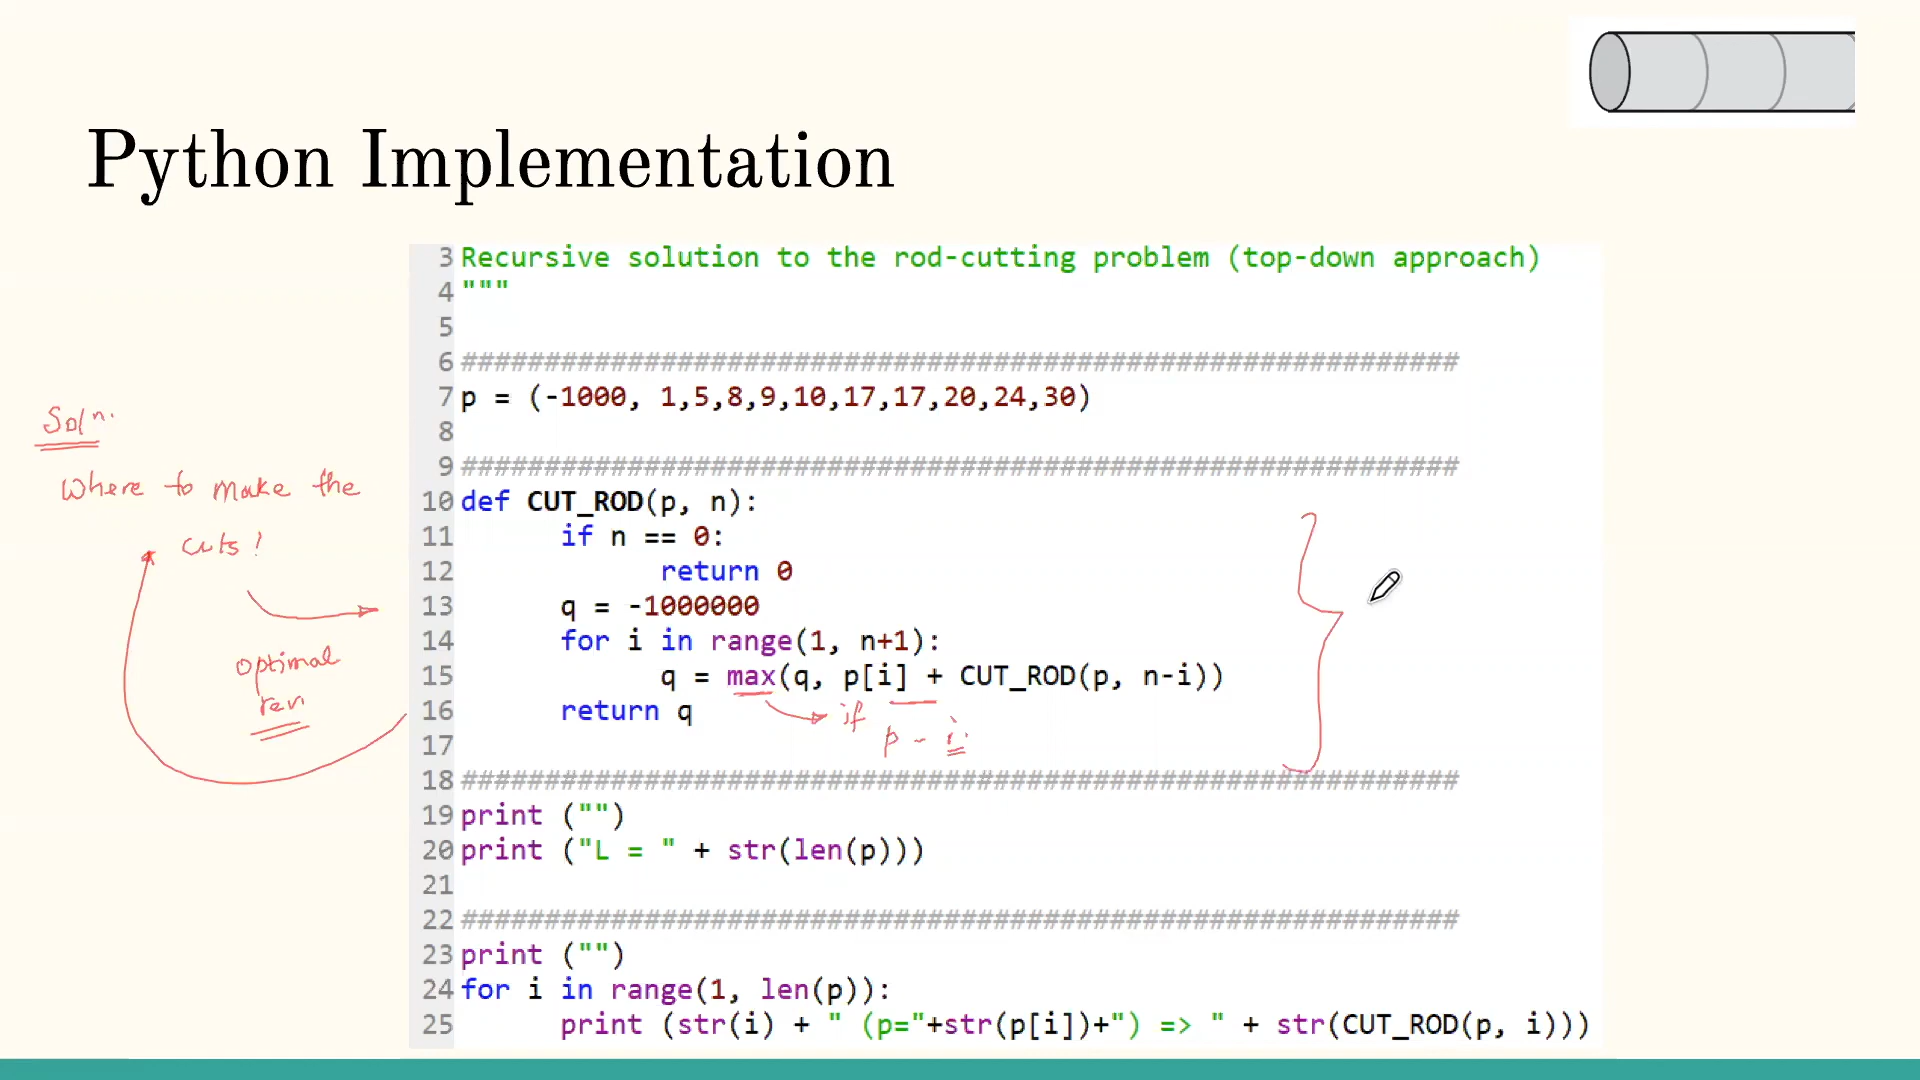 Python Implementation
3 Recursive solution to the rod-cutting problem (top-down approach)
4 """
5
6 #############################################################
7 p = (-1000, 1,5,8,9,10,17,17,20,24,30)
8
9 #############################################################
10 def CUT_ROD(p, n):
11 if n == 0:
12 return 0
13 q = -1000000
14 for i in range(1, n+1):
15 q = max(q, p[i] + CUT_ROD(p, n-i))
16 return q
17
18 #############################################################
19 print ("")
20 print ("L = " + str(len(p)))
21
22 #############################################################
23 print ("")
24 for i in range(1, len(p)):
25 print (str(i) + " (p="+str(p[i])+") => " + str(CUT_ROD(p, i)))
Soln.
Where to make the
cuts!
optimal
rev
if
p - i